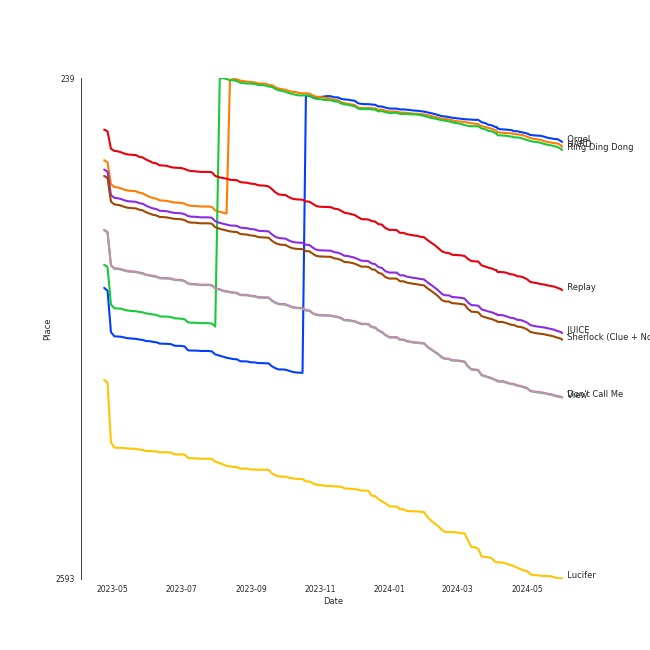 239
Orgel
Ring Ding Dong
Replay
JUICE
Sherlock (Clue + No
Don't Call Me
View
Lucifer
2593
Place
2023-05
2023-07
2023-09
2023-11
2024-01
2024-03
2024-05
Date